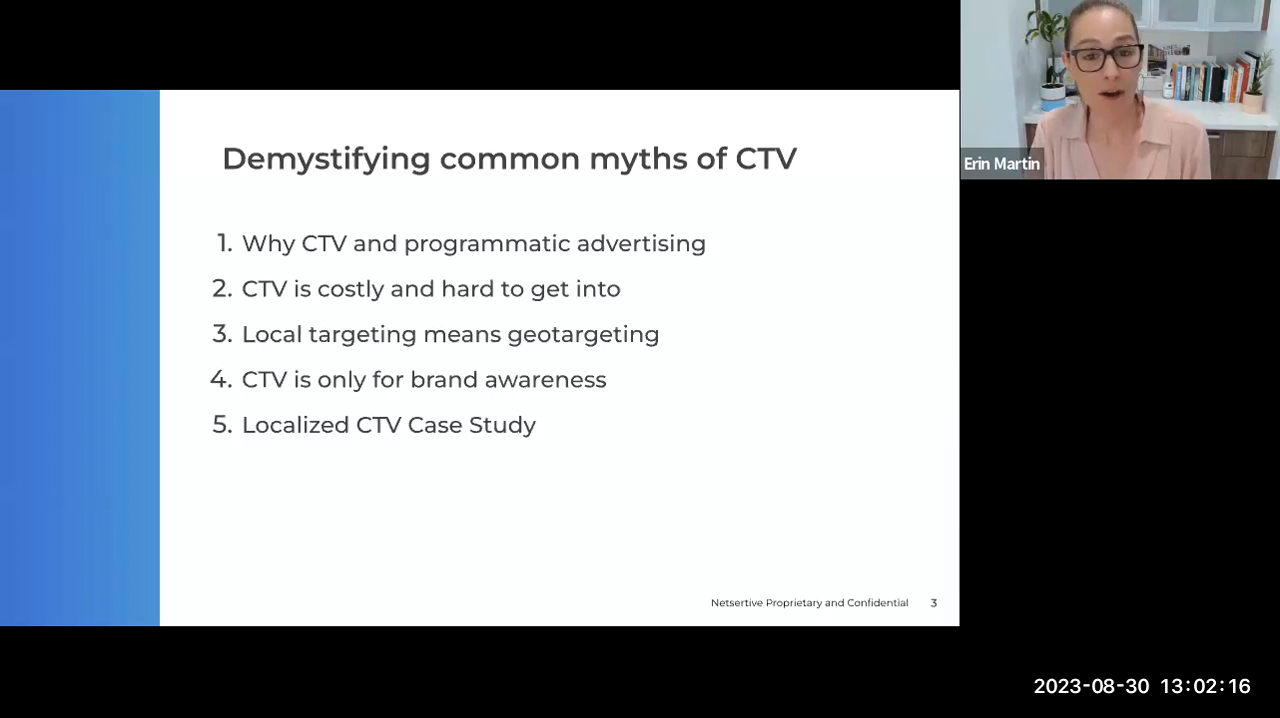 Demystifying common myths of CTV
1. Why CTV and programmatic advertising
2. CTV is costly and hard to get into
3. Local targeting means geotargeting
4. CTV is only for brand awareness
5. Localized CTV Case Study
Netsertive Proprietary and Confidential 3
Erin Martin
2023-08-30 13:02:16